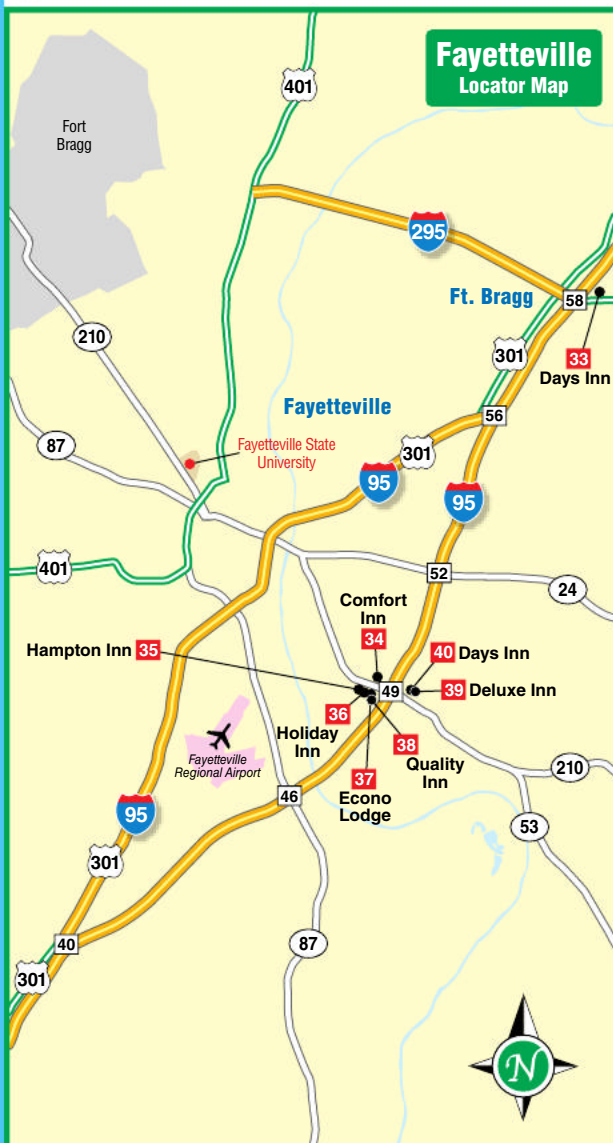 Fayetteville
Locator Map
401
Fort
Bragg
295
Ft. Bragg
58
210
301
33
Days Inn
Fayetteville
56
87
Fayetteville State
University
301
95
95
401
52
24
Comfort
Inn
34
Hampton Inn 35
40 Days Inn
49
39 Deluxe Inn
36
Holiday
Inn
38
Quality
Inn
37
Econo
Lodge
Fayetteville
Regional Airport
210
46
95
53
301
40
87
301
N